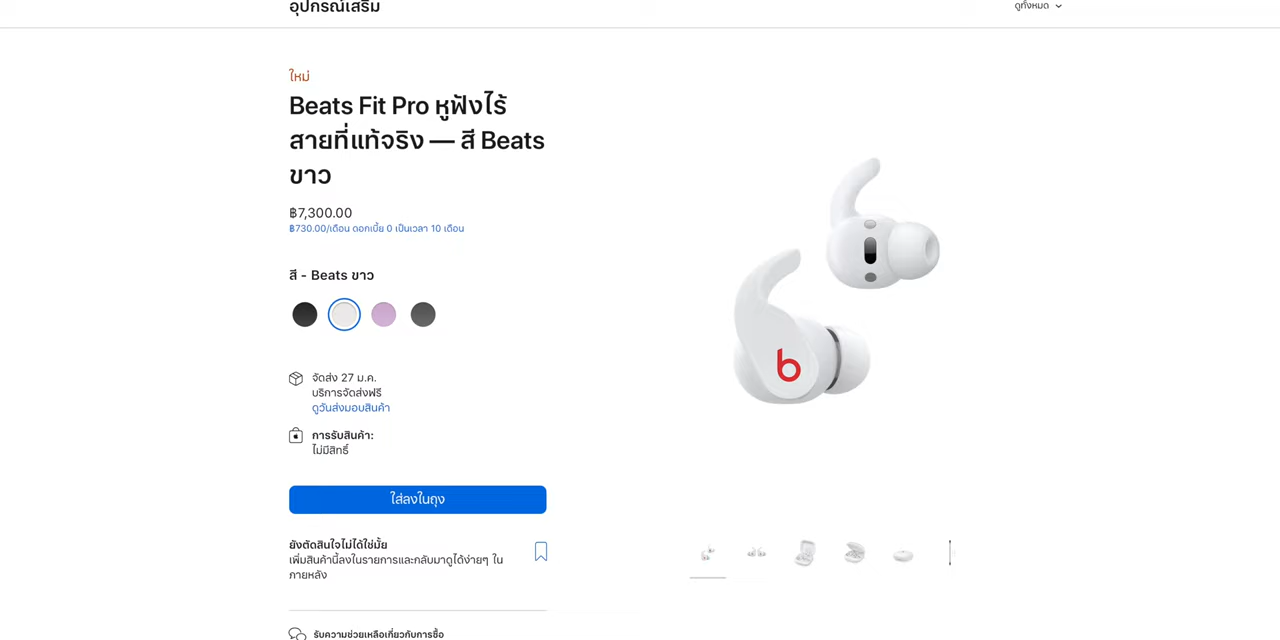 อุปกรณ์เสริม
ดูทั้งหมด
ใหม่
Beats Fit Pro หูฟังไร้
สายที่แท้จริง — สี Beats
ขาว
฿7,300.00
฿730.00/เดือน ดอกเบี้ย 0 เป็นเวลา 10 เดือน
สี - Beats ขาว
จัดส่ง 27 ม.ค.
บริการจัดส่งฟรี
ดูวันส่งมอบสินค้า
การรับสินค้า:
ไม่มีสิทธิ์
ใส่ลงในถุง
ยังตัดสินใจไม่ได้ใช่มั้ย
เพิ่มสินค้านี้ลงในรายการและกลับมาดูได้ง่ายๆ ใน
ภายหลัง
รับความช่วยเหลือเกี่ยวกับการซื้อ
b